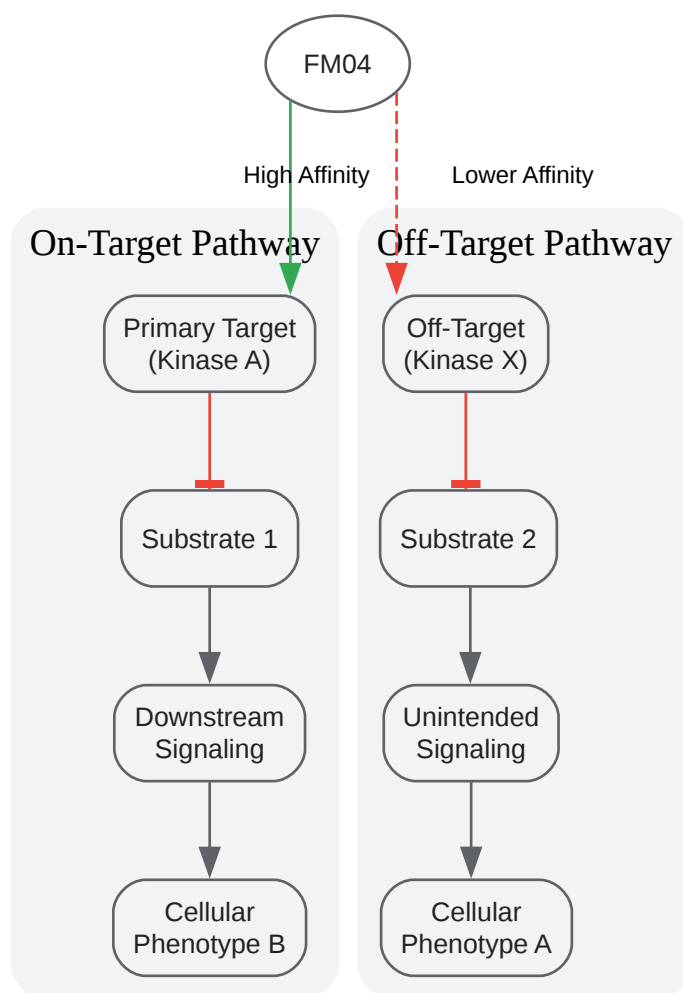 FM04
High Affinity
Lower Affinity
On-Target Pathway
Off-Target Pathway
Primary Target
(Kinase A)
Off-Target
(Kinase X)
Substrate 1
Substrate 2
Downstream
Signaling
Unintended
Signaling
Cellular
Phenotype B
Cellular
Phenotype A